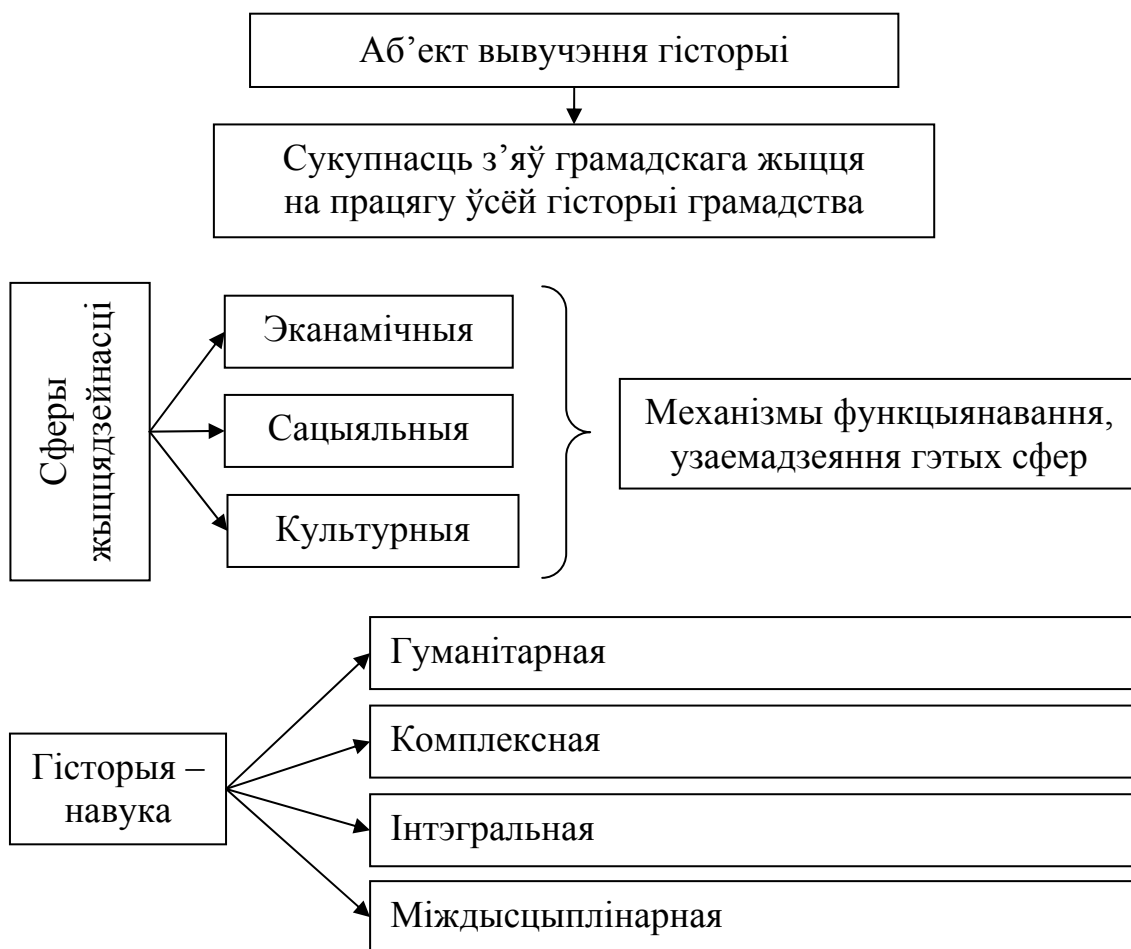 Аб’ект вывучэння гісторыі
Сукупнасць з’яў грамадскага жыцця
на працягу ўсёй гісторыі грамадства
Сферы
жыццядзейнасці
Эканамічныя
Сацыяльныя
Культурныя
Механізмы функцыянавання,
узаемадзеяння гэтых сфер
Гісторыя –
навука
Гуманітарная
Комплексная
Інтэгральная
Міждысцыплінарная